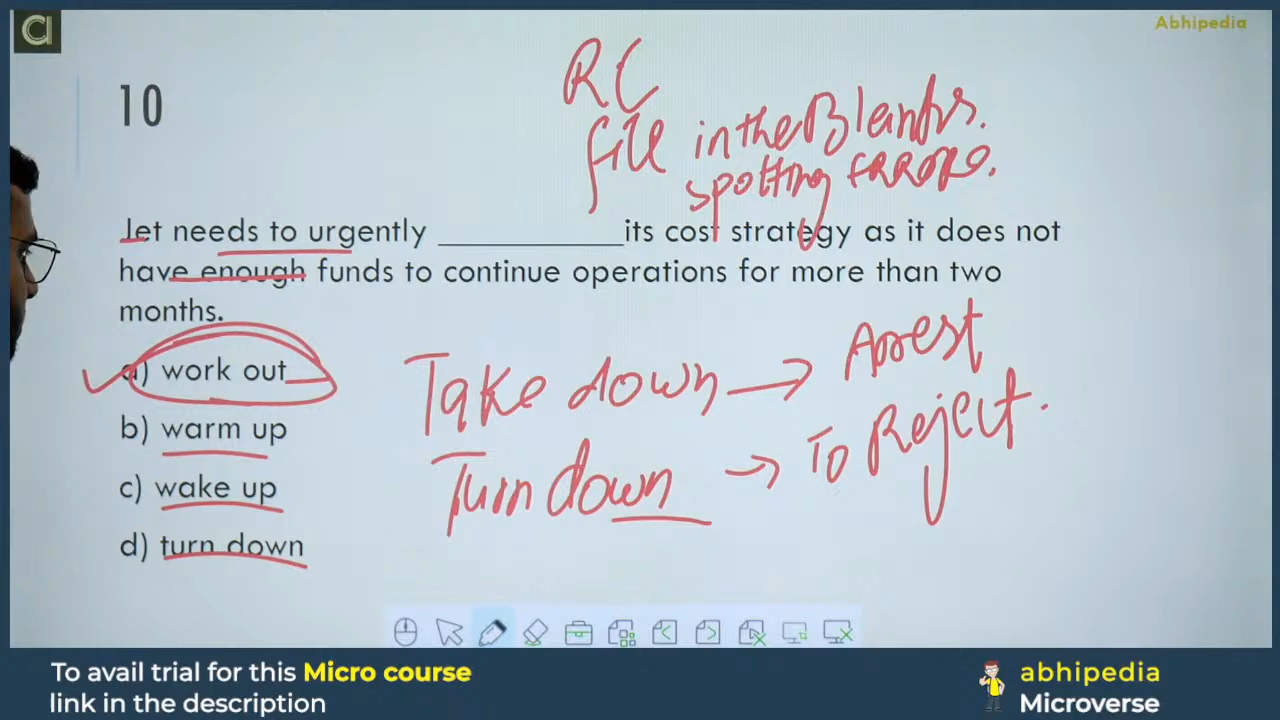 Abhipedia
10
RC
fill in the Blanks.
spotting ERRORS.
Jet needs to urgently ____________its cost strategy as it does not
have enough funds to continue operations for more than two
months.
a) work out
b) warm up
c) wake up
d) turn down
Take down → Arrest
Turn down → To Reject.
To avail trial for this Micro course
link in the description
abhipedia
Microverse